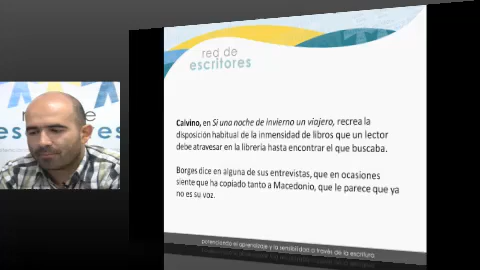 red de
escritores
Calvino, en Si una noche de invierno un viajero, recrea la
disposición habitual de la inmensidad de libros que un lector
debe atravesar en la librería hasta encontrar el que buscaba.
Borges dice en alguna de sus entrevistas, que en ocasiones
siente que ha copiado tanto a Macedonio, que le parece que ya
no es su voz.
potenciando el aprendizaje y la sensibilidad a través de la escritura